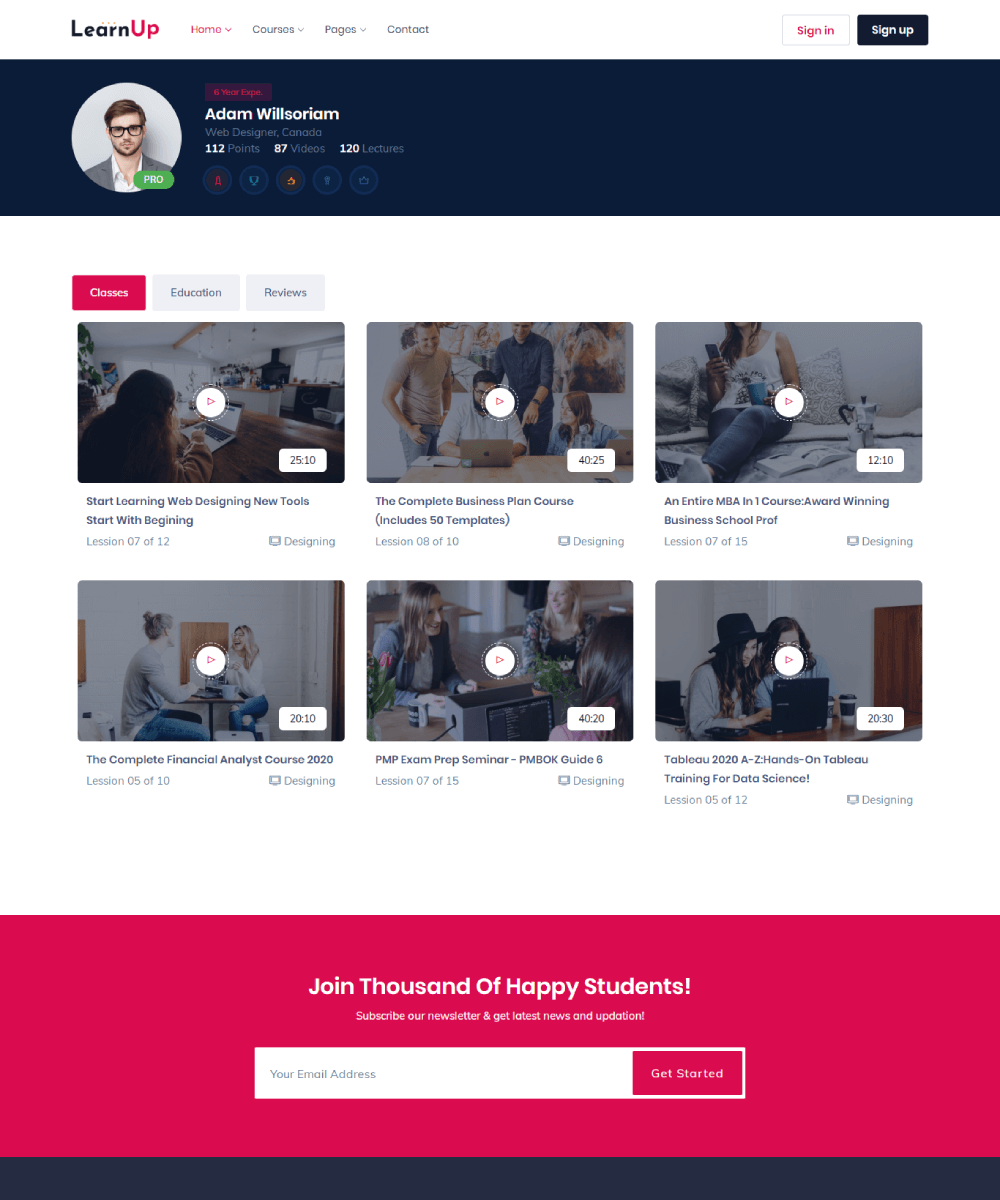 LearnUp
Home
Courses
Pages
Contact
Sign in
Sign up
6 Year Expe.
Adam Willsoriam
Web Designer, Canada
112 Points 87 Videos 120 Lectures
PRO
Classes
Education
Reviews
25:10
40:25
12:10
Start Learning Web Designing New Tools
Start With Begining
Lession 07 of 12
Designing
The Complete Business Plan Course
(Includes 50 Templates)
Lession 08 of 10
Designing
An Entire MBA In 1 Course:Award Winning
Business School Prof
Lession 07 of 15
Designing
20:10
40:20
20:30
The Complete Financial Analyst Course 2020
Lession 05 of 10
Designing
PMP Exam Prep Seminar - PMBOK Guide 6
Lession 07 of 15
Designing
Tableau 2020 A-Z:Hands-On Tableau
Training For Data Science!
Lession 05 of 12
Designing
Join Thousand Of Happy Students!
Subscribe our newsletter & get latest news and updation!
Your Email Address
Get Started